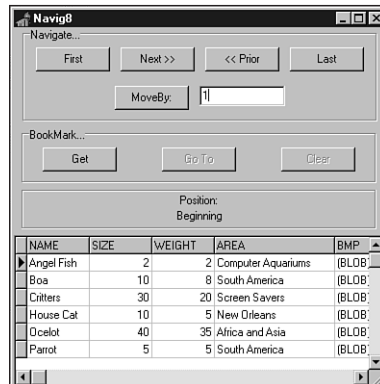 Navig8
Navigate...
First Next >> << Prior Last
MoveBy: 1
BookMark...
Get Go To Clear
Position:
Beginning
NAME SIZE WEIGHT AREA BMP
Angel Fish 2 2 Computer Aquariums (BLOB)
Boa 10 8 South America (BLOB)
Critters 30 20 Screen Savers (BLOB)
House Cat 10 5 New Orleans (BLOB)
Ocelot 40 35 Africa and Asia (BLOB)
Parrot 5 5 South America (BLOB)